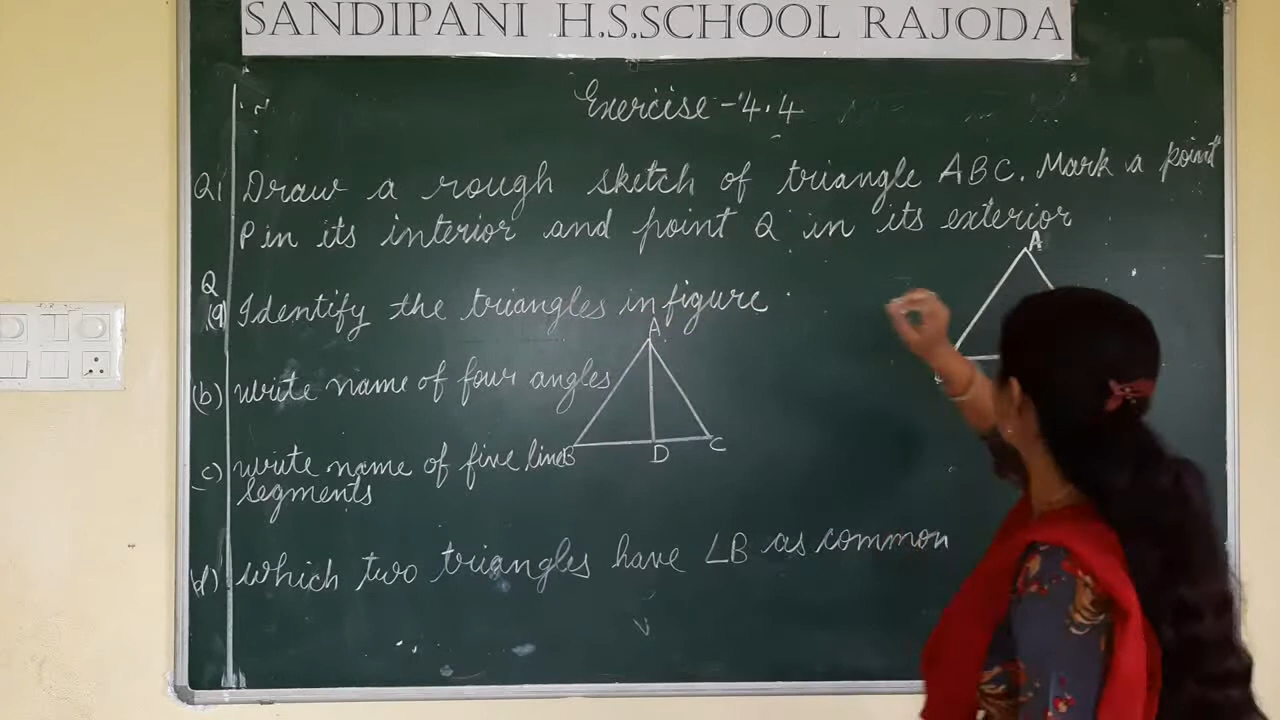 SANDIPANI H.S.SCHOOL RAJODA
Exercise-4.4
Q1 Draw a rough sketch of triangle ABC. Mark a point
P in its interior and point Q in its exterior
A
Q
(a) Identify the triangles in figure
A
(b) write name of four angles
(c) write name of five line
segments
B D C
(d) which two triangles have ∠B as common